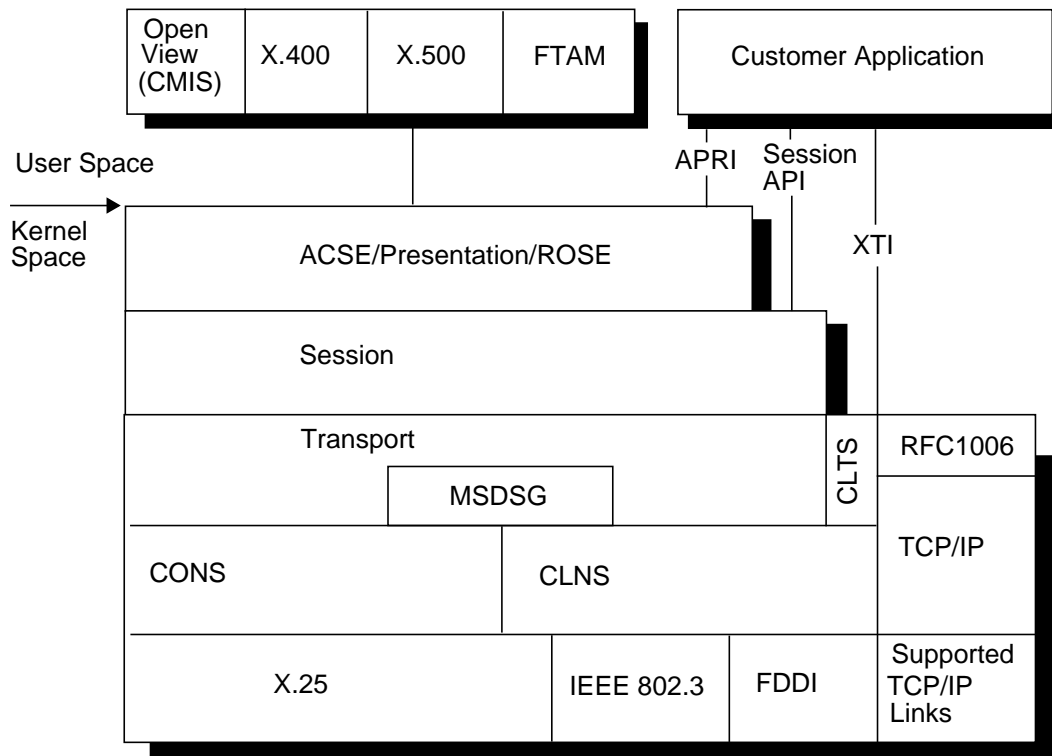 Open
View
(CMIS)
X.400
X.500
FTAM
Customer Application
User Space
APRI
Session
API
Kernel
Space
XTI
ACSE/Presentation/ROSE
Session
Transport
CLTS
RFC1006
MSDSG
TCP/IP
CONS
CLNS
X.25
IEEE 802.3
FDDI
Supported
TCP/IP
Links